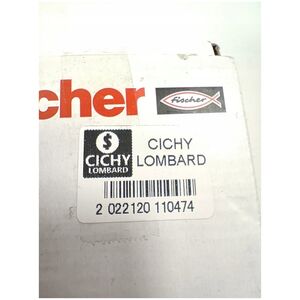 cher
fischer
$
CICHY
LOMBARD
CICHY
LOMBARD
2 022120 110474